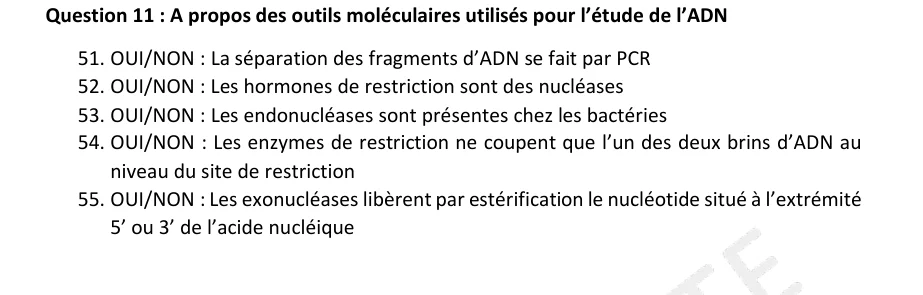 Question 11 : A propos des outils moléculaires utilisés pour l’étude de l’ADN
51. OUI/NON : La séparation des fragments d’ADN se fait par PCR
52. OUI/NON : Les hormones de restriction sont des nucléases
53. OUI/NON : Les endonucléases sont présentes chez les bactéries
54. OUI/NON : Les enzymes de restriction ne coupent que l’un des deux brins d’ADN au
niveau du site de restriction
55. OUI/NON : Les exonucléases libèrent par estérification le nucléotide situé à l’extrémité
5’ ou 3’ de l’acide nucléique